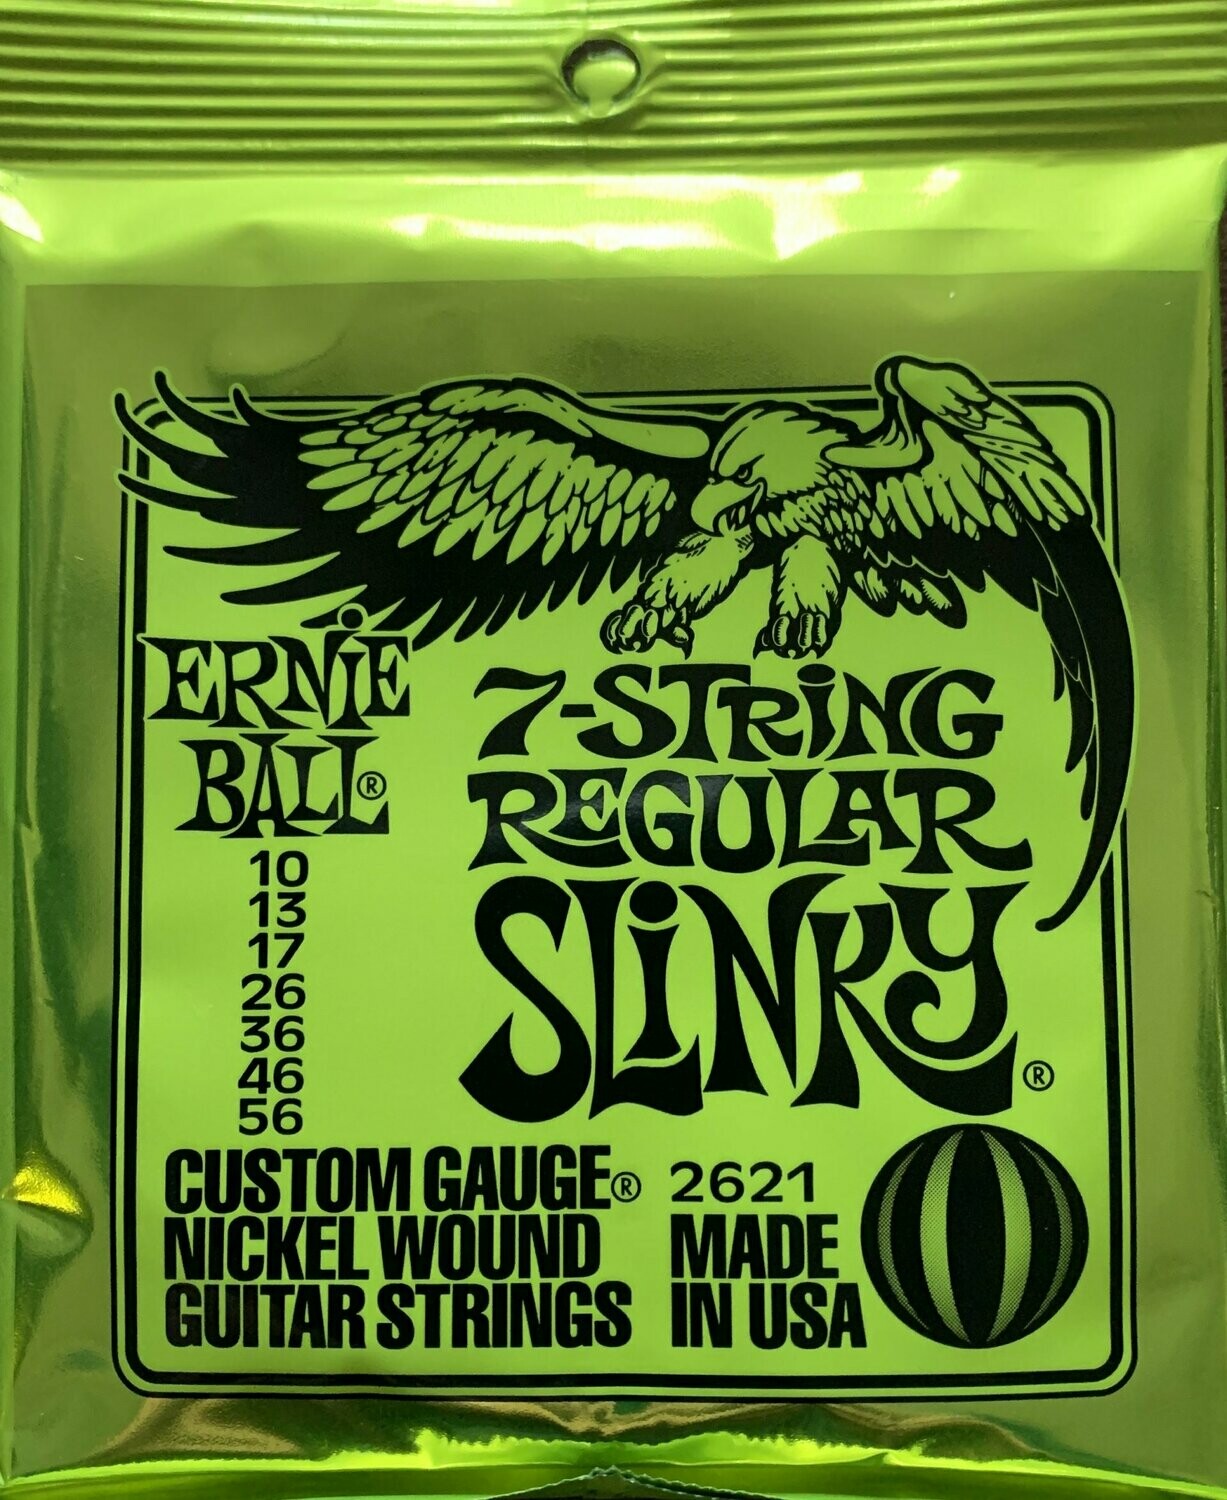 ERNiE
BALL®
10
13
17
26
36
46
56
7-STRiNG
REGULAR
SLiNKY®
CUSTOM GAUGE®
NICKEL WOUND
GUITAR STRINGS
2621
MADE
IN USA